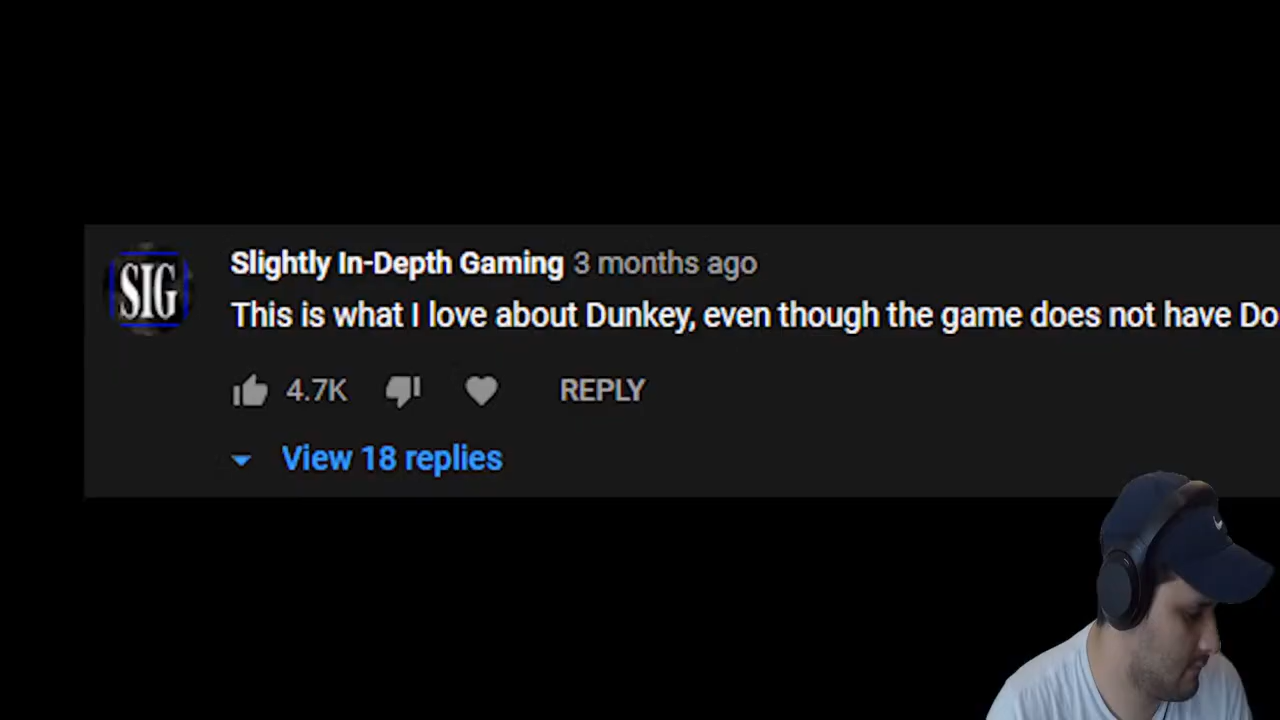 SIG
Slightly In-Depth Gaming 3 months ago
This is what I love about Dunkey, even though the game does not have Do
4.7K REPLY
View 18 replies